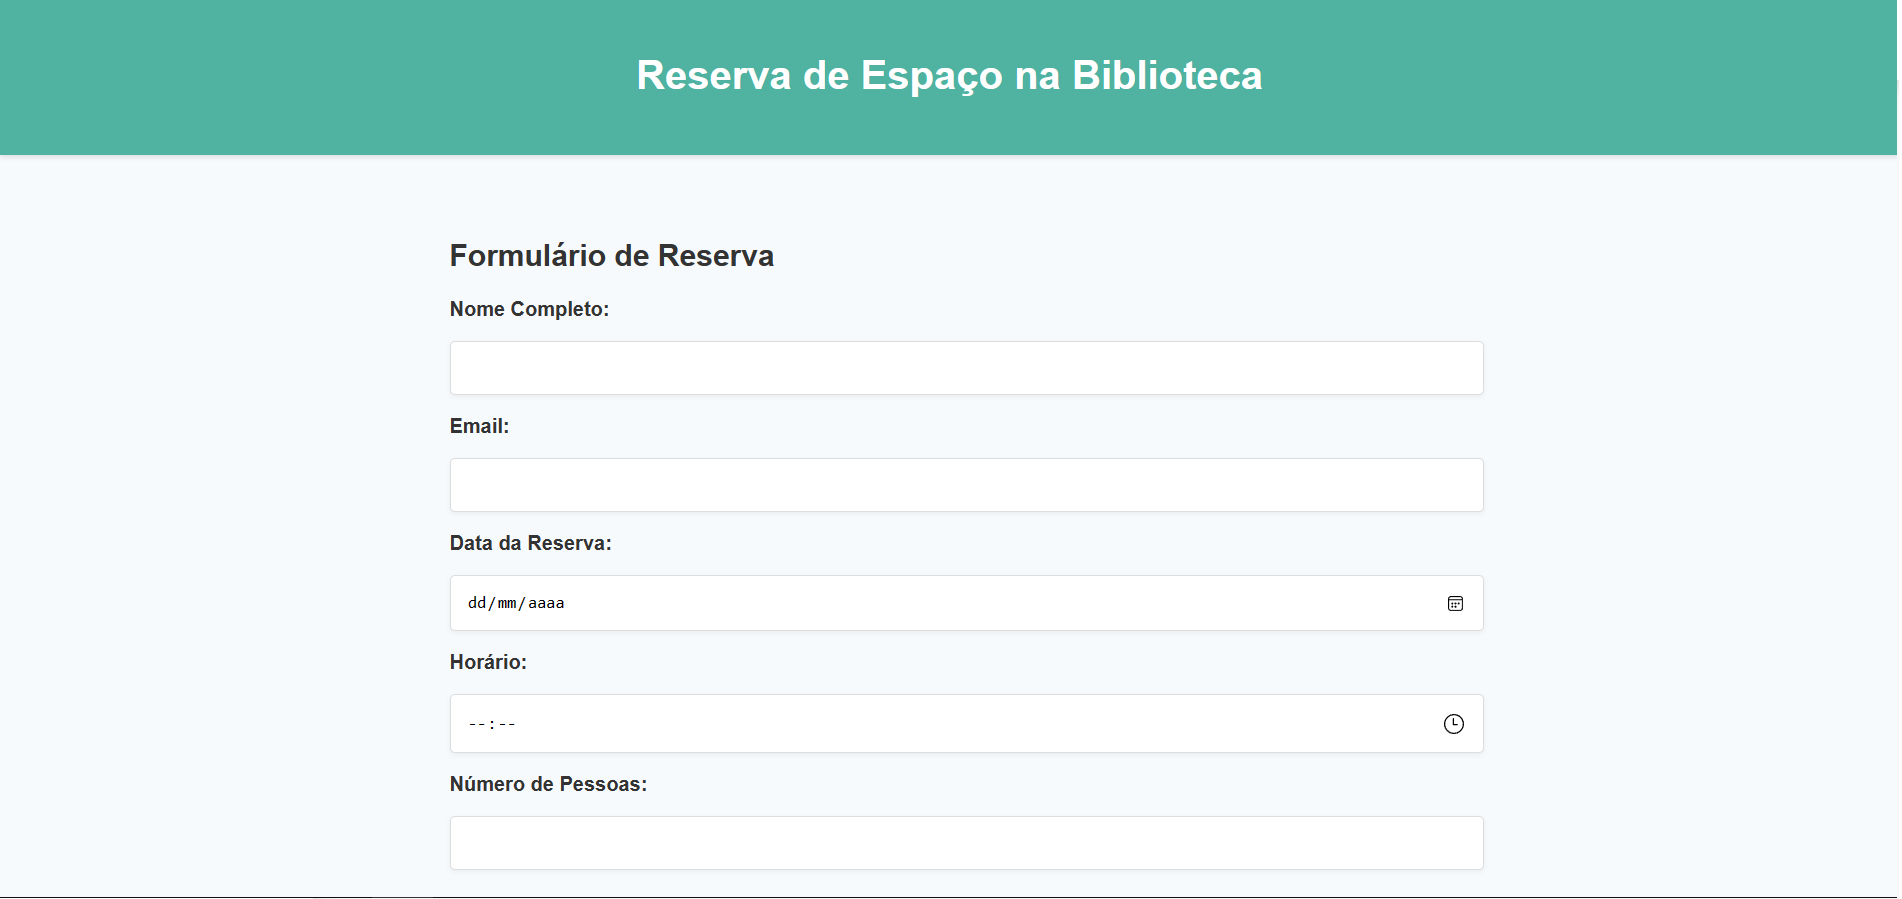 Reserva de Espaço na Biblioteca
Formulário de Reserva
Nome Completo:
Email:
Data da Reserva:
dd/mm/aaaa
Horário:
--:--
Número de Pessoas: